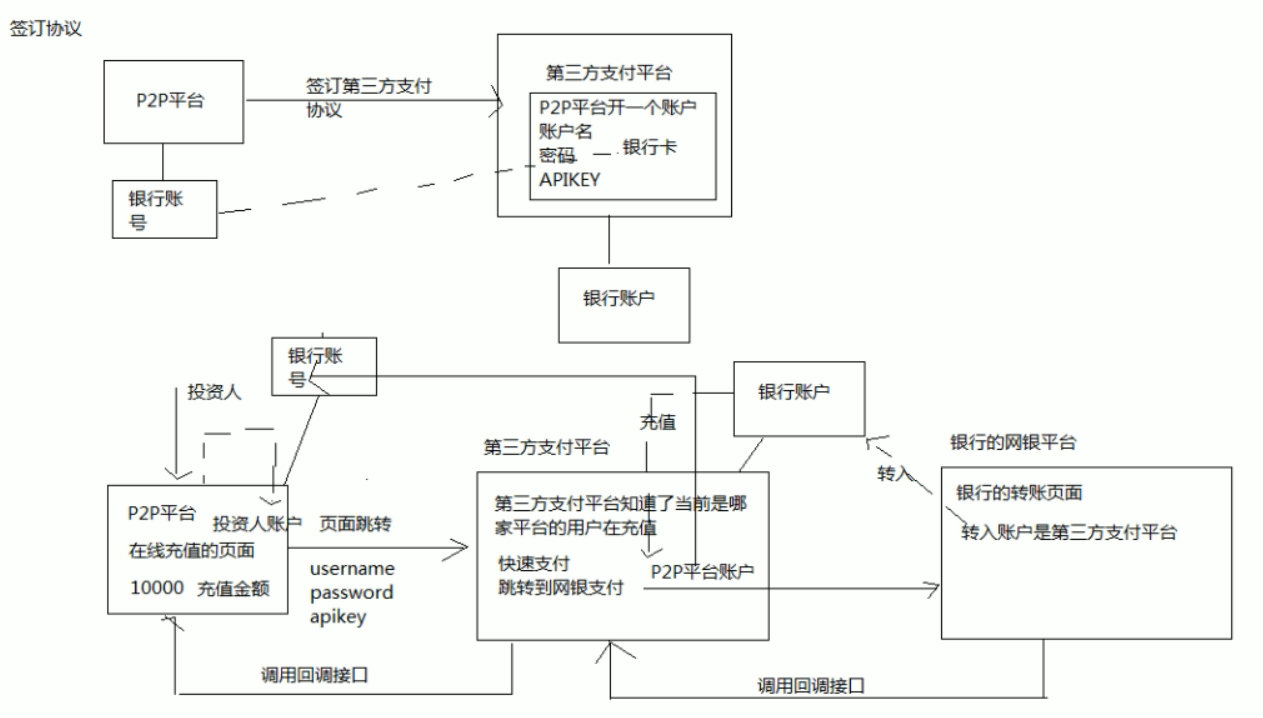 签订协议
P2P平台
签订第三方支付
协议
第三方支付平台
P2P平台开一个账户
账户名
密码
银行卡
APIKEY
银行账
号
银行账户
银行账
号
投资人
充值
银行账户
第三方支付平台
银行的网银平台
转入
P2P平台
投资人账户
页面跳转
在线充值的页面
10000 充值金额
username
password
apikey
第三方支付平台知道了当前是哪
家平台的用户在充值
快速支付
跳转到网银支付
P2P平台账户
银行的转账页面
转入账户是第三方支付平台
调用回调接口
调用回调接口